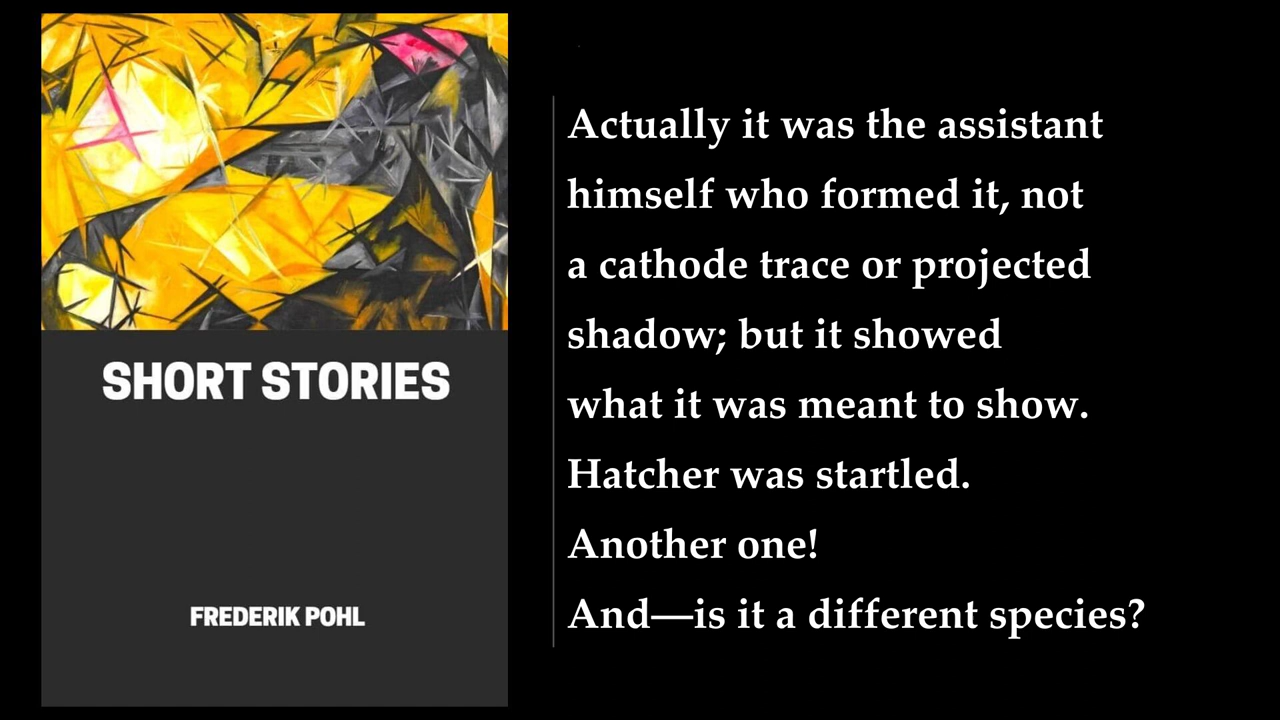 SHORT STORIES
FREDERIK POHL
Actually it was the assistant
himself who formed it, not
a cathode trace or projected
shadow; but it showed
what it was meant to show.
Hatcher was startled.
Another one!
And—is it a different species?